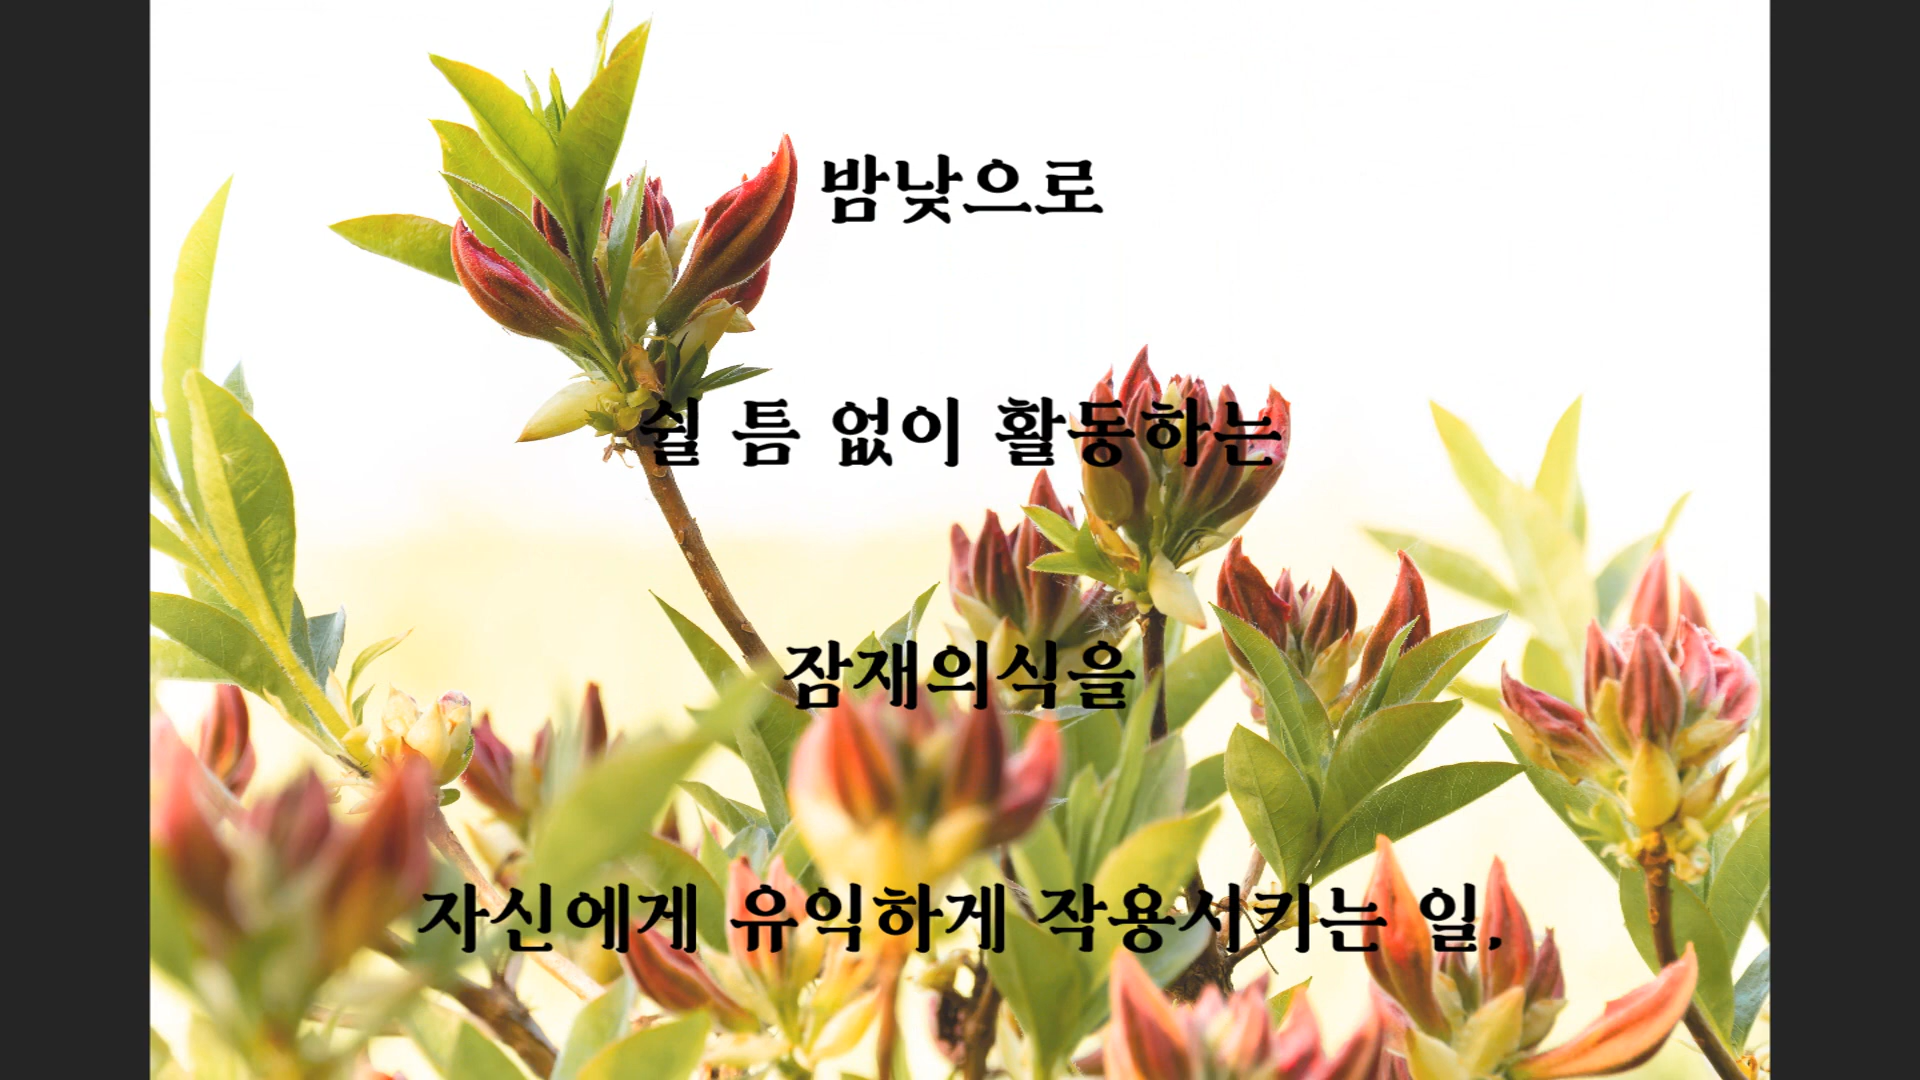 밤낮으로
쉴 틈 없이 활동하는
잠재의식을
자신에게 유익하게 작용시키는 일,